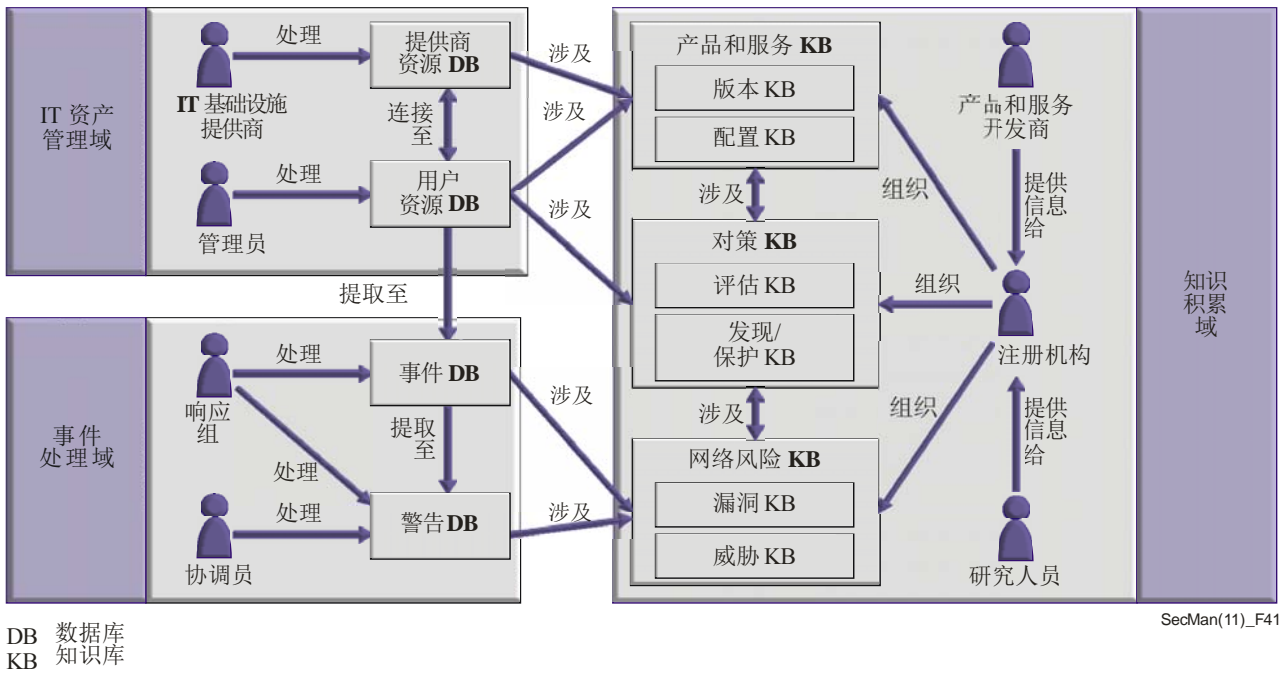 IT 资产
管理域
处理
IT 基础设施
提供商
提供商
资源 DB
连接
至
处理
管理员
用户
资源 DB
涉及
涉及
涉及
提取至
事件
处理域
处理
响应
组
处理
事件 DB
提取
至
处理
协调员
警告 DB
涉及
涉及
产品和服务 KB
版本 KB
配置 KB
涉及
对策 KB
评估 KB
发现/
保护 KB
涉及
网络风险 KB
漏洞 KB
威胁 KB
产品和服务
开发商
提供
信息
给
组织
组织
组织
注册机构
提供
信息
给
研究人员
知识
积累
域
SecMan(11)_F41
DB 数据库
KB 知识库